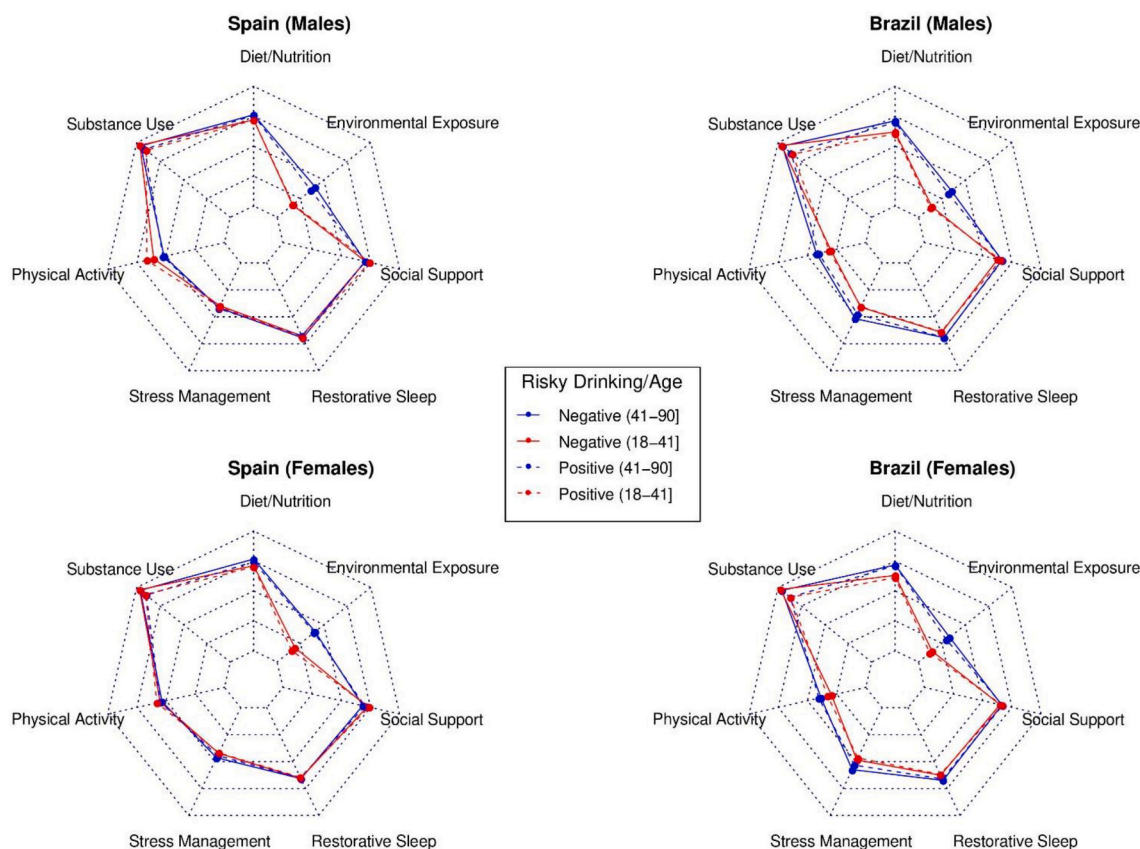 Spain (Males)
Diet/Nutrition
Environmental Exposure
Substance Use
Physical Activity
Social Support
Stress Management
Restorative Sleep
Brazil (Males)
Diet/Nutrition
Environmental Exposure
Substance Use
Physical Activity
Social Support
Stress Management
Restorative Sleep
Risky Drinking/Age
Negative (41−90]
Negative (18−41]
Positive (41−90]
Positive (18−41]
Spain (Females)
Diet/Nutrition
Environmental Exposure
Substance Use
Physical Activity
Social Support
Stress Management
Restorative Sleep
Brazil (Females)
Diet/Nutrition
Environmental Exposure
Substance Use
Physical Activity
Social Support
Stress Management
Restorative Sleep